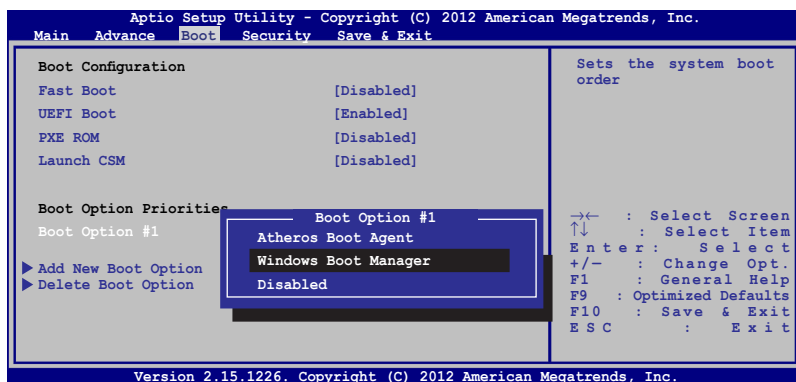 Aptio Setup Utility - Copyright (C) 2012 American Megatrends, Inc.
Main Advance Boot Security Save & Exit
Boot Configuration
Fast Boot [Disabled]
UEFI Boot [Enabled]
PXE ROM [Disabled]
Launch CSM [Disabled]
Boot Option Priorities
Boot Option #1
Add New Boot Option
Delete Boot Option
Boot Option #1
Atheros Boot Agent
Windows Boot Manager
Disabled
Sets the system boot
order
→← : Select Screen
↑↓ : Select Item
Enter: Select
+/— : Change Opt.
F1 : General Help
F9 : Optimized Defaults
F10 : Save & Exit
ESC : Exit
Version 2.15.1226. Copyright (C) 2012 American Megatrends, Inc.